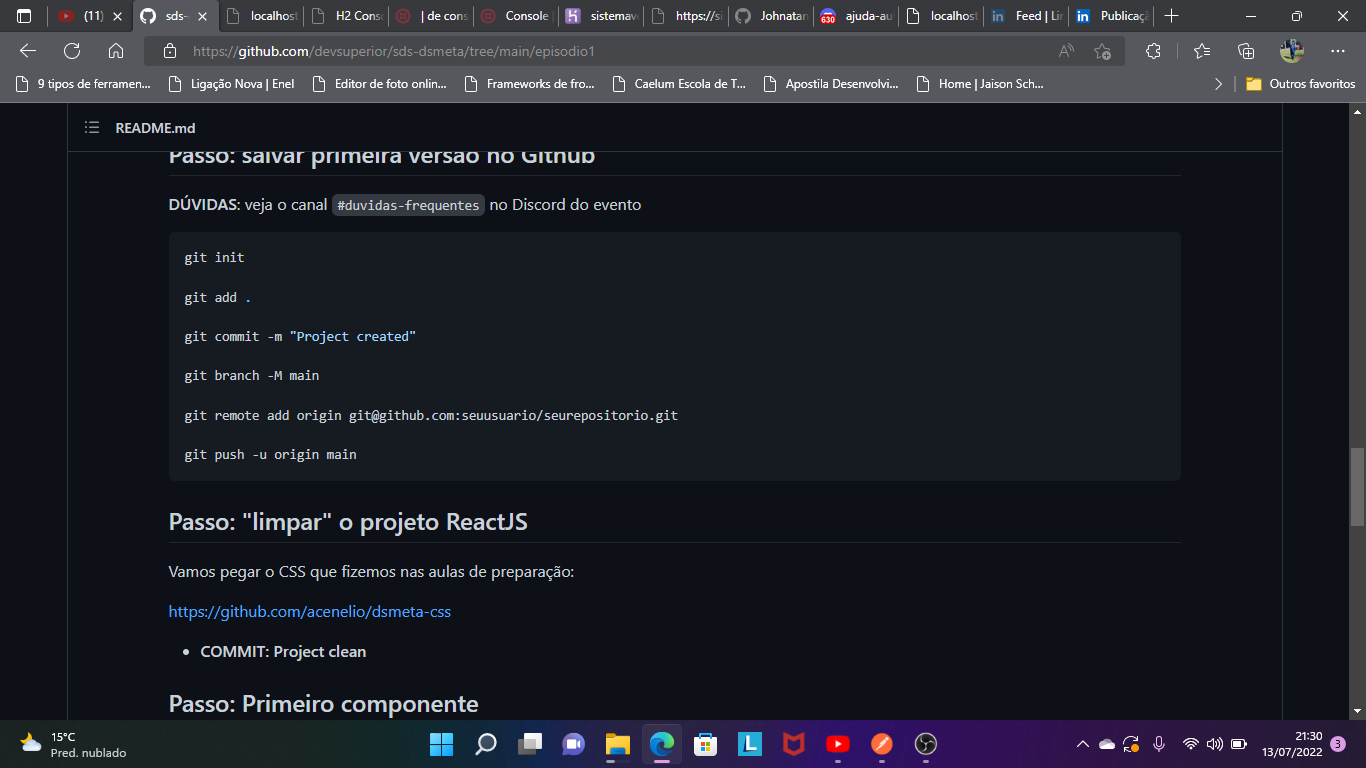 (11)
sds-
localhost
H2 Cons
| de cons
Console
sistemave
https://si
Johnatan
630
ajuda-au
localhost
Feed | Lin
Publicaçã
https://github.com/devsuperior/sds-dsmeta/tree/main/episodio1
9 tipos de ferramen...
Ligação Nova | Enel
Editor de foto onlin...
Frameworks de fro...
Caelum Escola de T...
Apostila Desenvolvi...
Home | Jaison Sch...
Outros favoritos
README.md
Passo: salvar primeira versão no Github
DÚVIDAS: veja o canal #duvidas-frequentes no Discord do evento
git init
git add .
git commit -m "Project created"
git branch -M main
git remote add origin git@github.com:seuusuario/seurepositorio.git
git push -u origin main
Passo: "limpar" o projeto ReactJS
Vamos pegar o CSS que fizemos nas aulas de preparação:
https://github.com/acenelio/dsmeta-css
• COMMIT: Project clean
Passo: Primeiro componente
15°C
Pred. nublado
21:30
13/07/2022
3